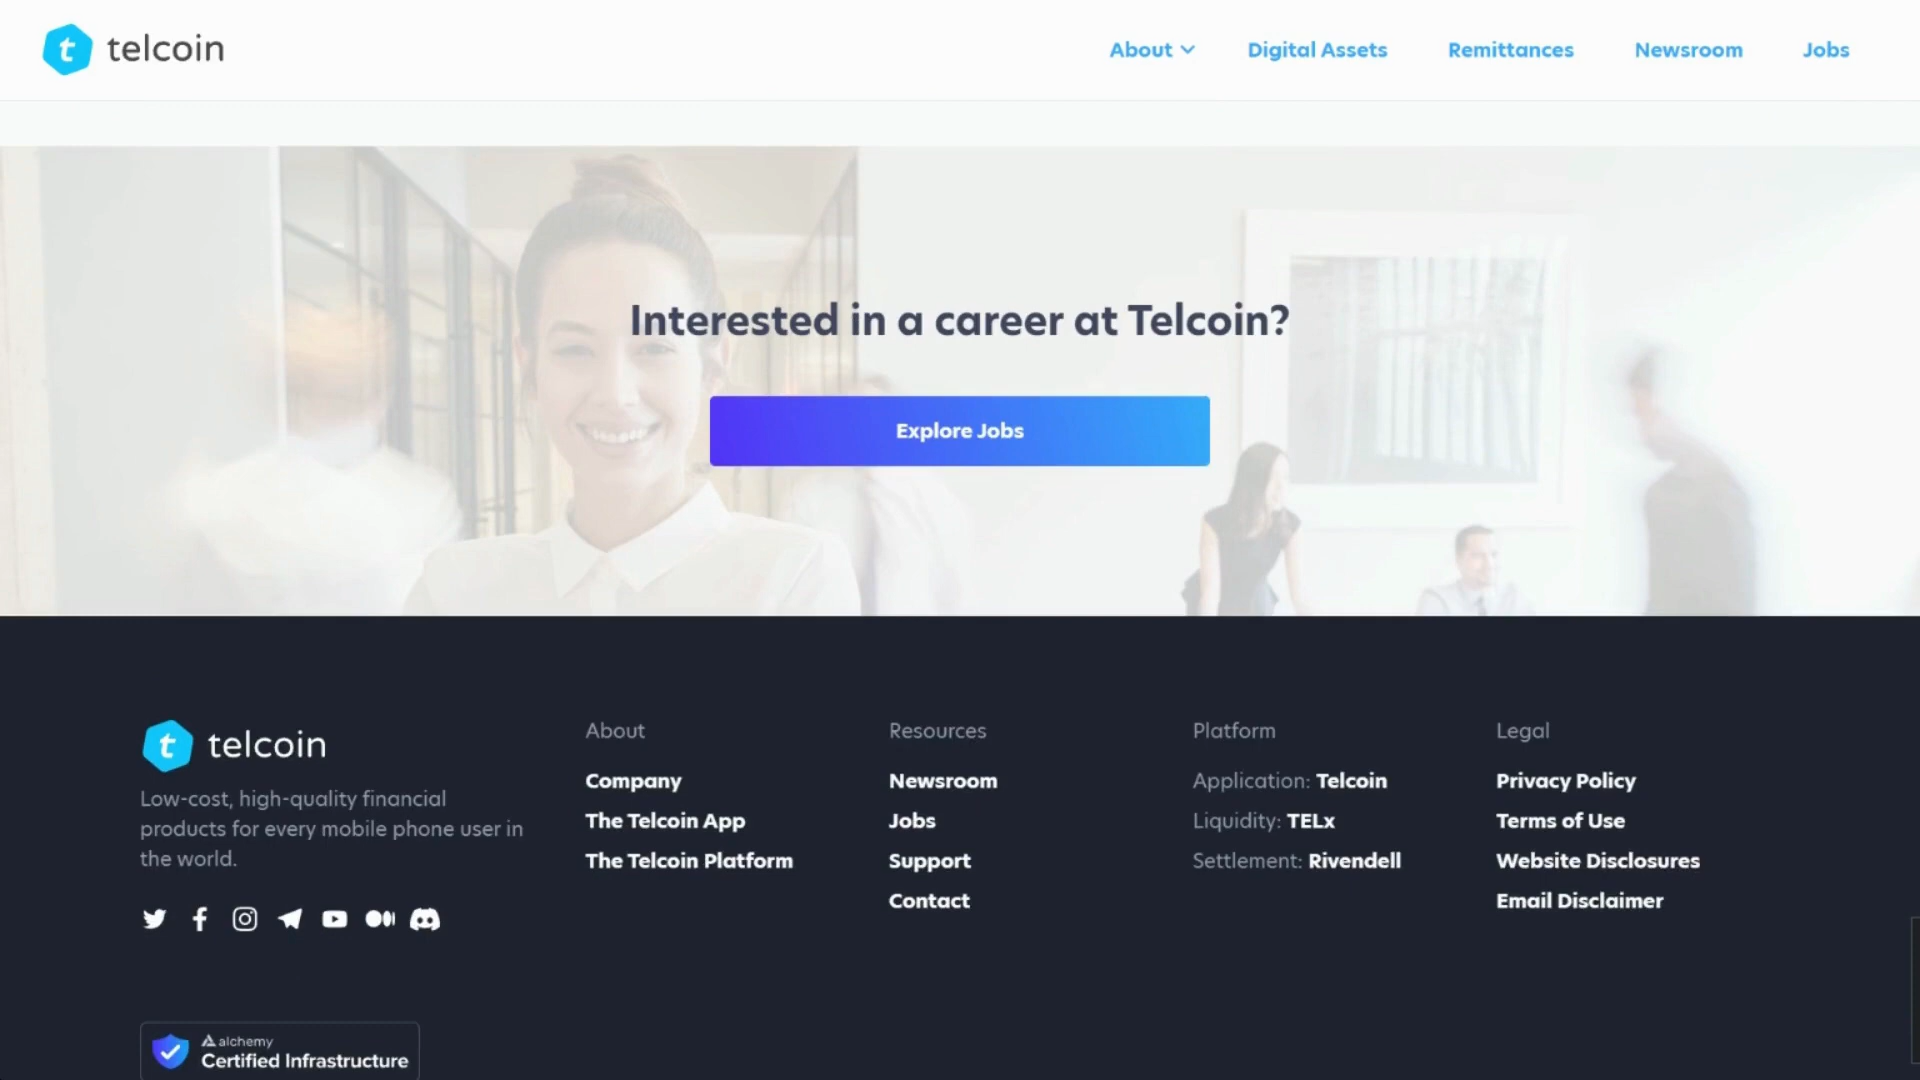 telcoin
About
Digital Assets
Remittances
Newsroom
Jobs
Interested in a career at Telcoin?
Explore Jobs
telcoin
Low-cost, high-quality financial
products for every mobile phone user in
the world.
About
Company
The Telcoin App
The Telcoin Platform
Resources
Newsroom
Jobs
Support
Contact
Platform
Application: Telcoin
Liquidity: TELx
Settlement: Rivendell
Legal
Privacy Policy
Terms of Use
Website Disclosures
Email Disclaimer
alchemy
Certified Infrastructure